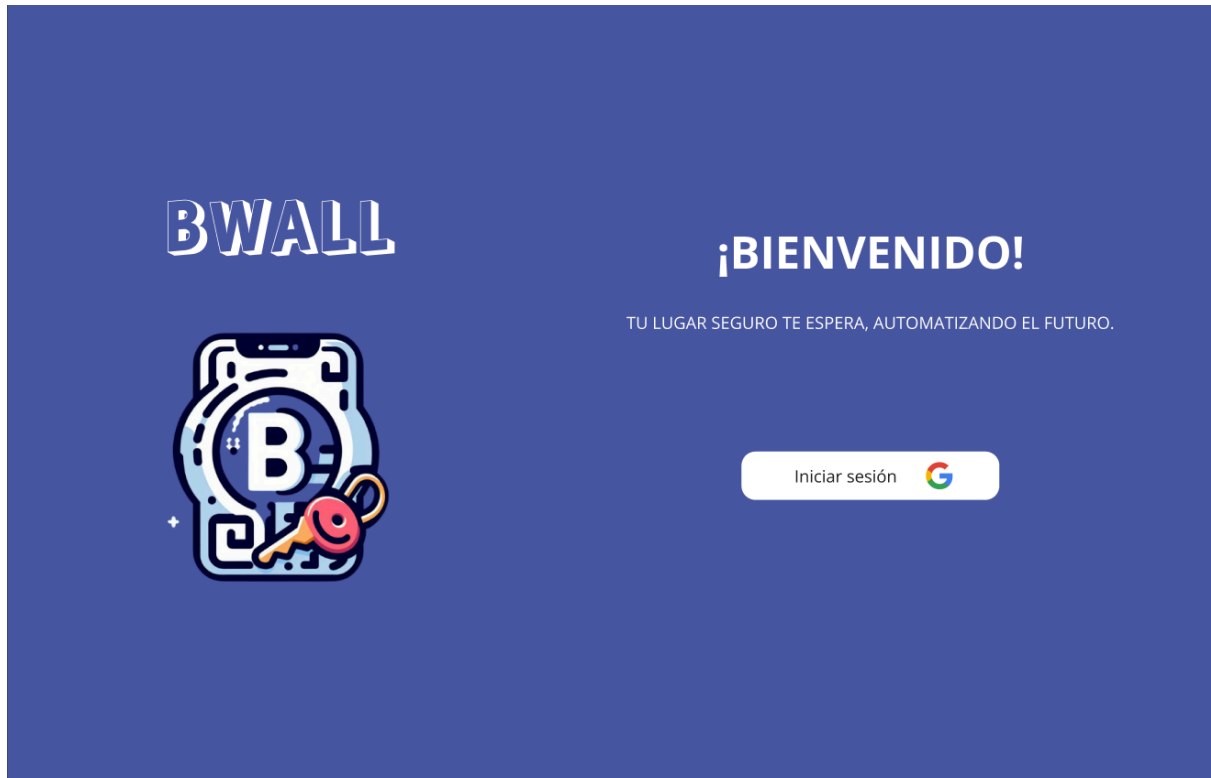 BWALL
B
¡BIENVENIDO!
TU LUGAR SEGURO TE ESPERA, AUTOMATIZANDO EL FUTURO.
Iniciar sesión